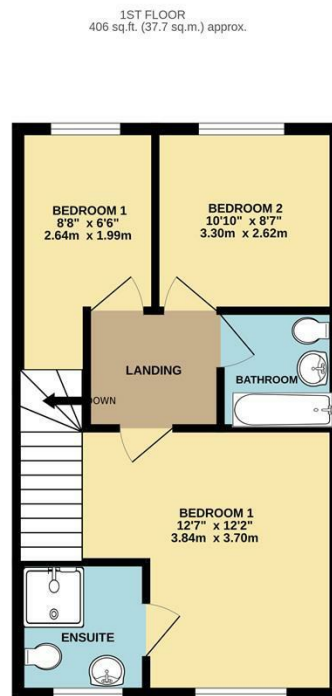 1ST FLOOR
406 sq.ft. (37.7 sq.m.) approx.
BEDROOM 1
8'8" x 6'6"
2.64m x 1.99m
BEDROOM 2
10'10" x 8'7"
3.30m x 2.62m
LANDING
BATHROOM
DOWN
BEDROOM 1
12'7" x 12'2"
3.84m x 3.70m
ENSUITE